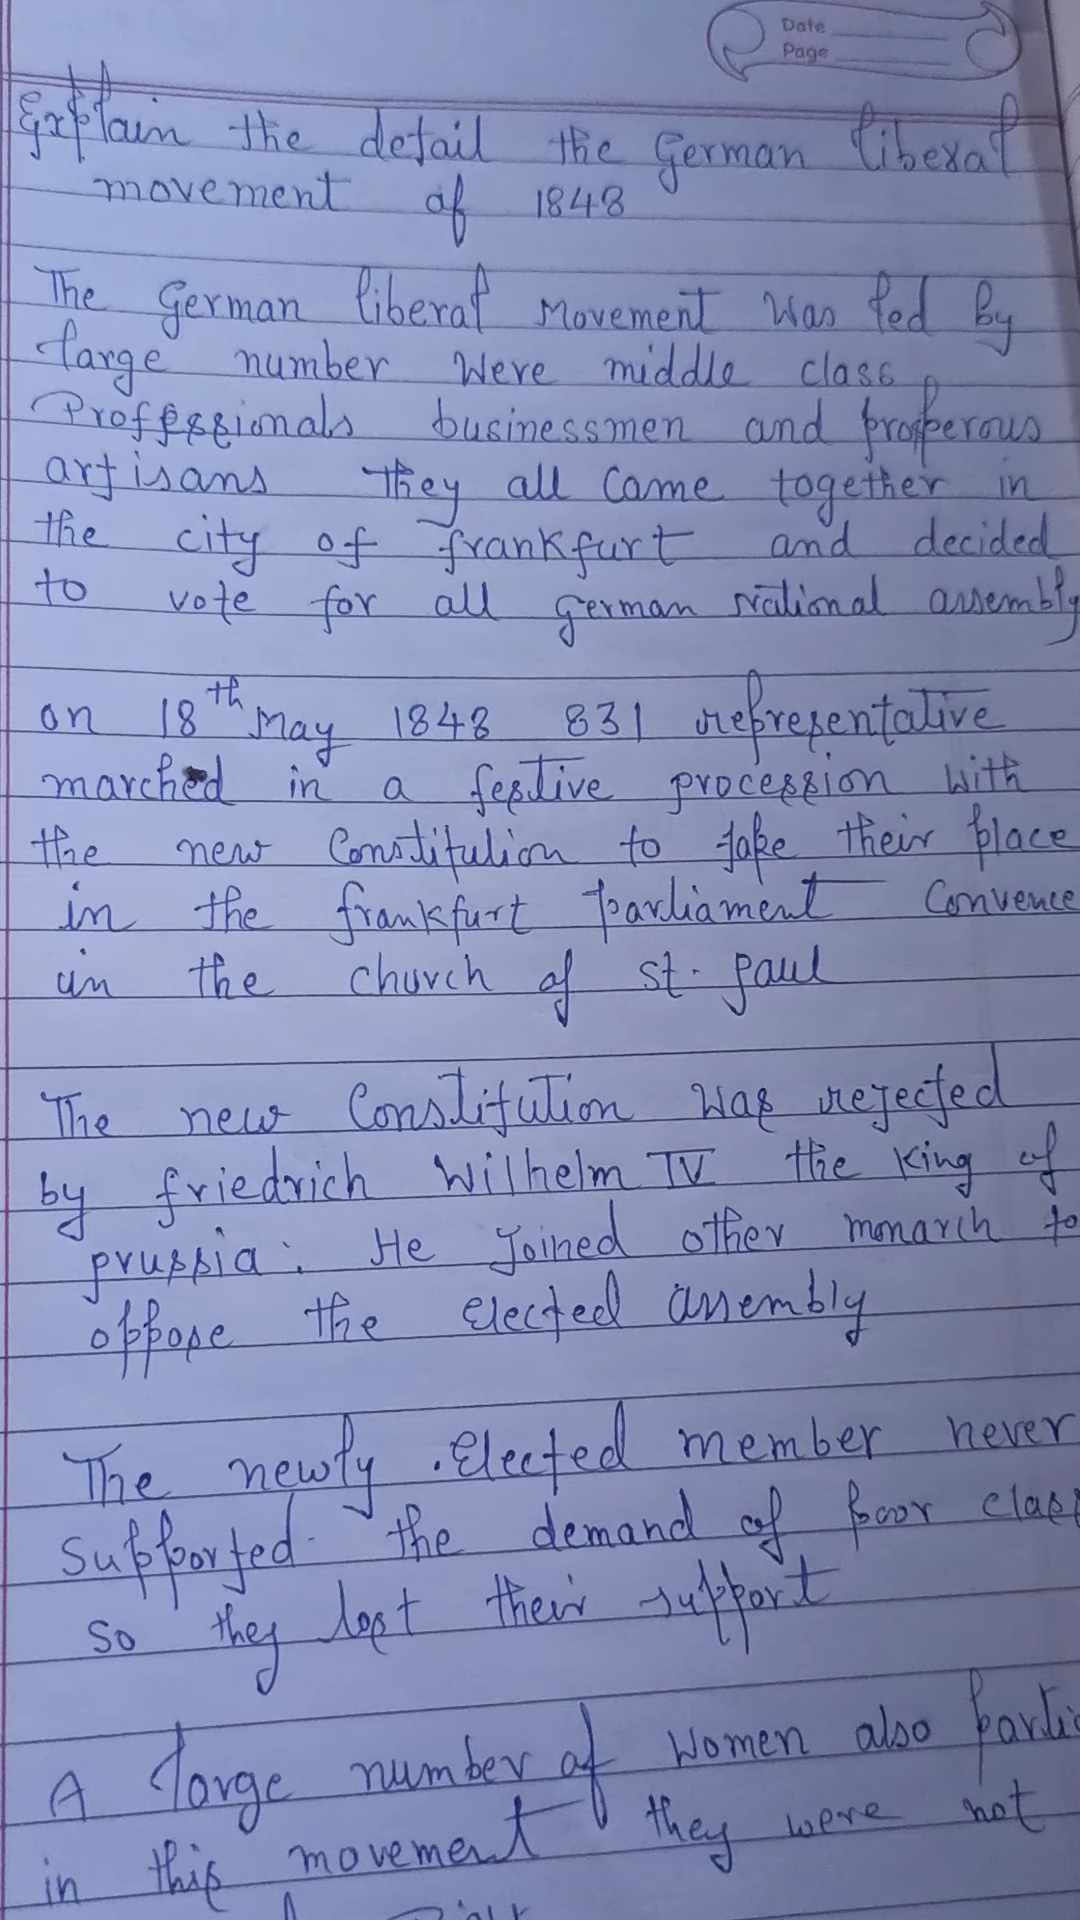 Date
Page
Explain the detail the German liberal
movement of 1848
The German liberal Movement was led By
large number were middle class
Proffessionals businessmen and prosperous
artisans They all came together in
the city of frankfurt and decided
to vote for all german National assembly
on 18th May 1848 831 representative
marched in a festive procession with
the new Constitution to take their place
in the frankfurt parliament Convence
in the church of st. paul
The new Constitution was rejected
by friedrich Wilhelm IV the king of
prussia. He joined other monarch to
oppose the elected assembly
The newly Elected member never
supported the demand of poor class
so they lost their support
A large number of women also partic
in this movement they were not